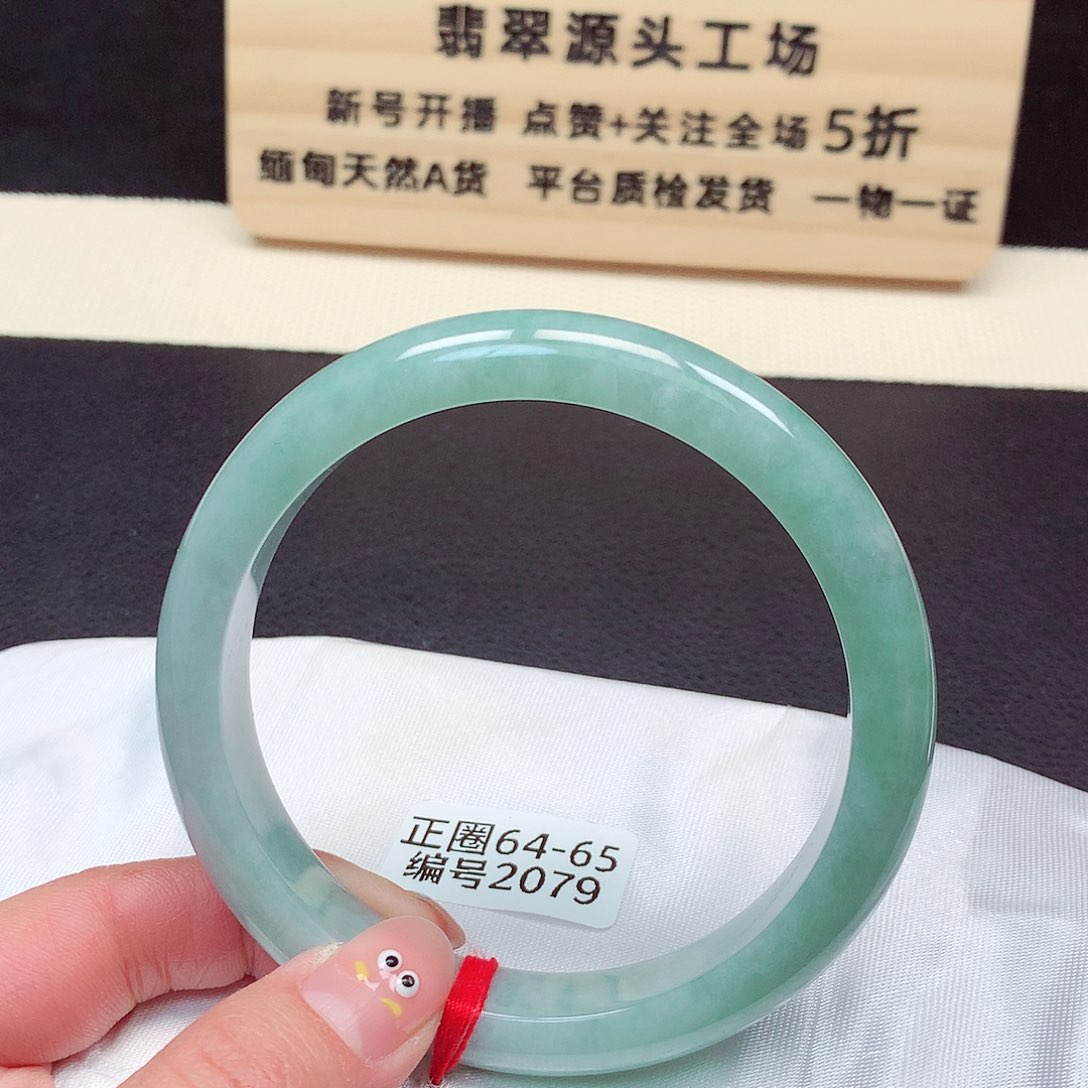 翡翠源头工场
新号开播 点赞+关注全场5折
缅甸天然A货 平台质检发货 一物一证
正圈64-65
编号2079